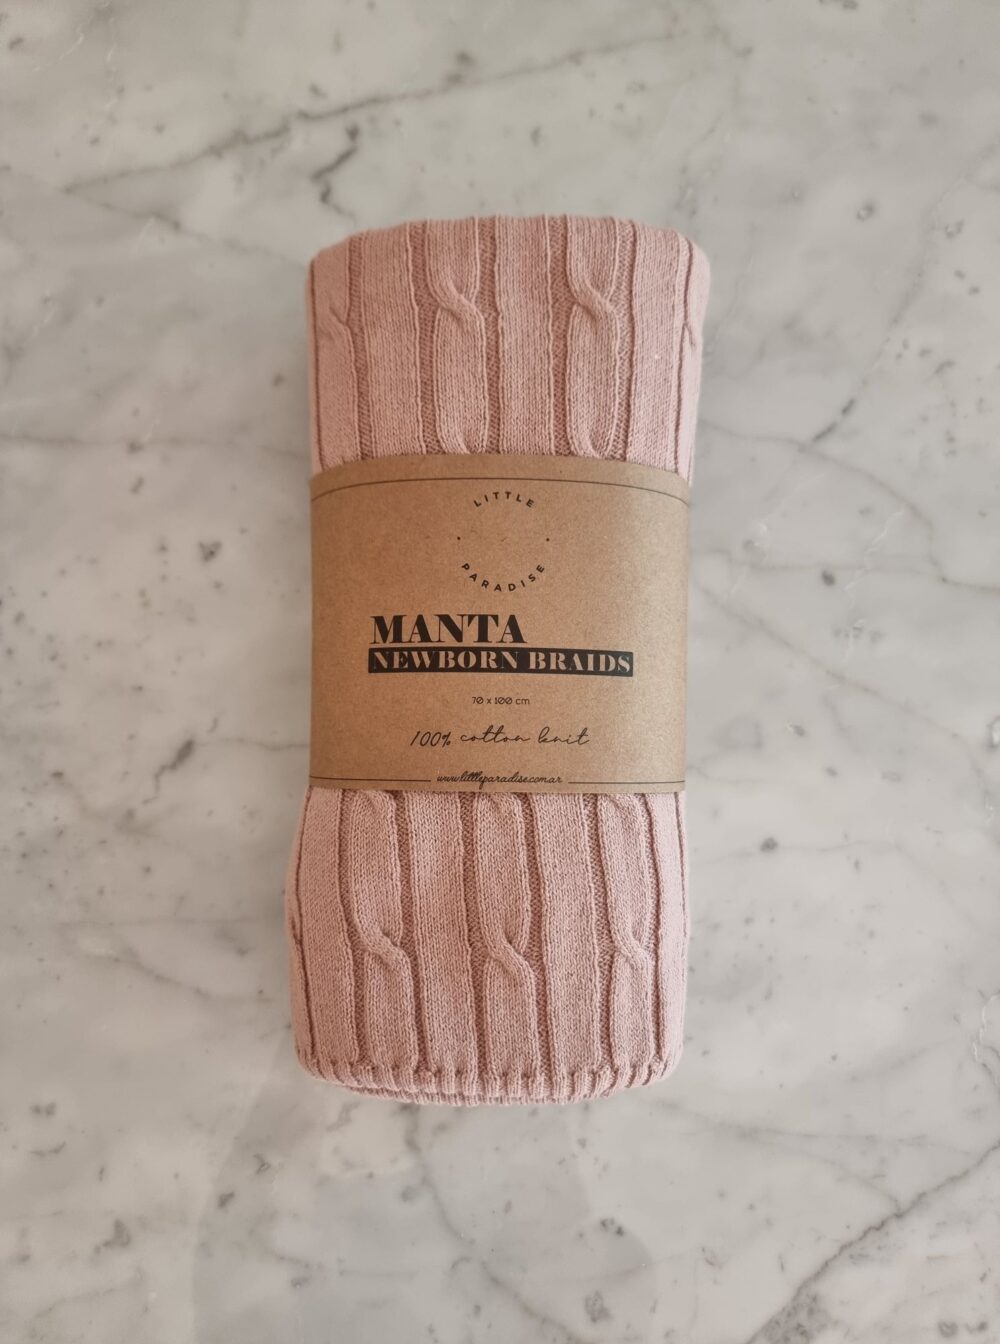 LITTLE
PARADISE
MANTA
NEWBORN BRAIDS
70 x 100 cm
100% cotton knit
www.littleparadise.com.ar